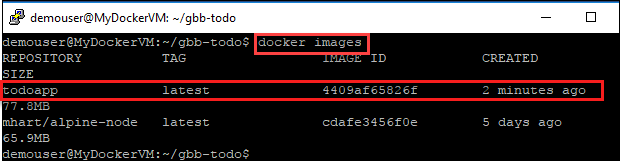 demouser@MyDockerVM: ~/gbb-todo
demouser@MyDockerVM:~/gbb-todo$ docker images
REPOSITORY TAG IMAGE ID CREATED
SIZE
todoapp latest 4409af65826f 2 minutes ago
77.8MB
mhart/alpine-node latest cdafe3456f0e 5 days ago
65.9MB
demouser@MyDockerVM:~/gbb-todo$